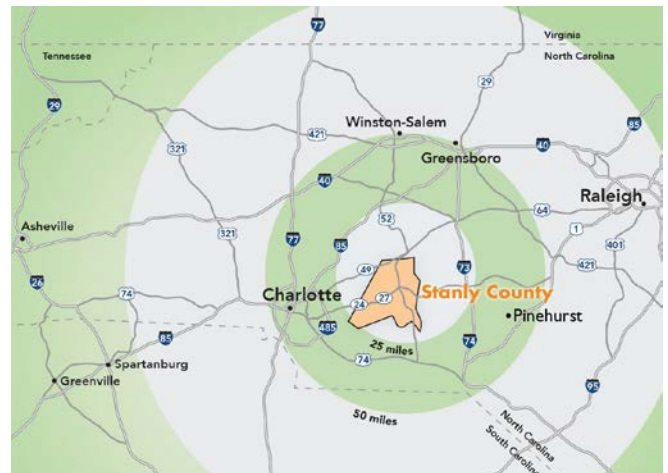 77
Virginia
Tennessee
North Carolina
29
29
Winston-Salem
421
85
321
Greensboro
40
40
52
Raleigh
64
Asheville
321
77
85
1
401
49
73
421
26
Stanly County
74
Charlotte
24
27
Pinehurst
485
85
25 miles
74
74
Spartanburg
Greenville
95
50 miles
North Carolina
South Carolina